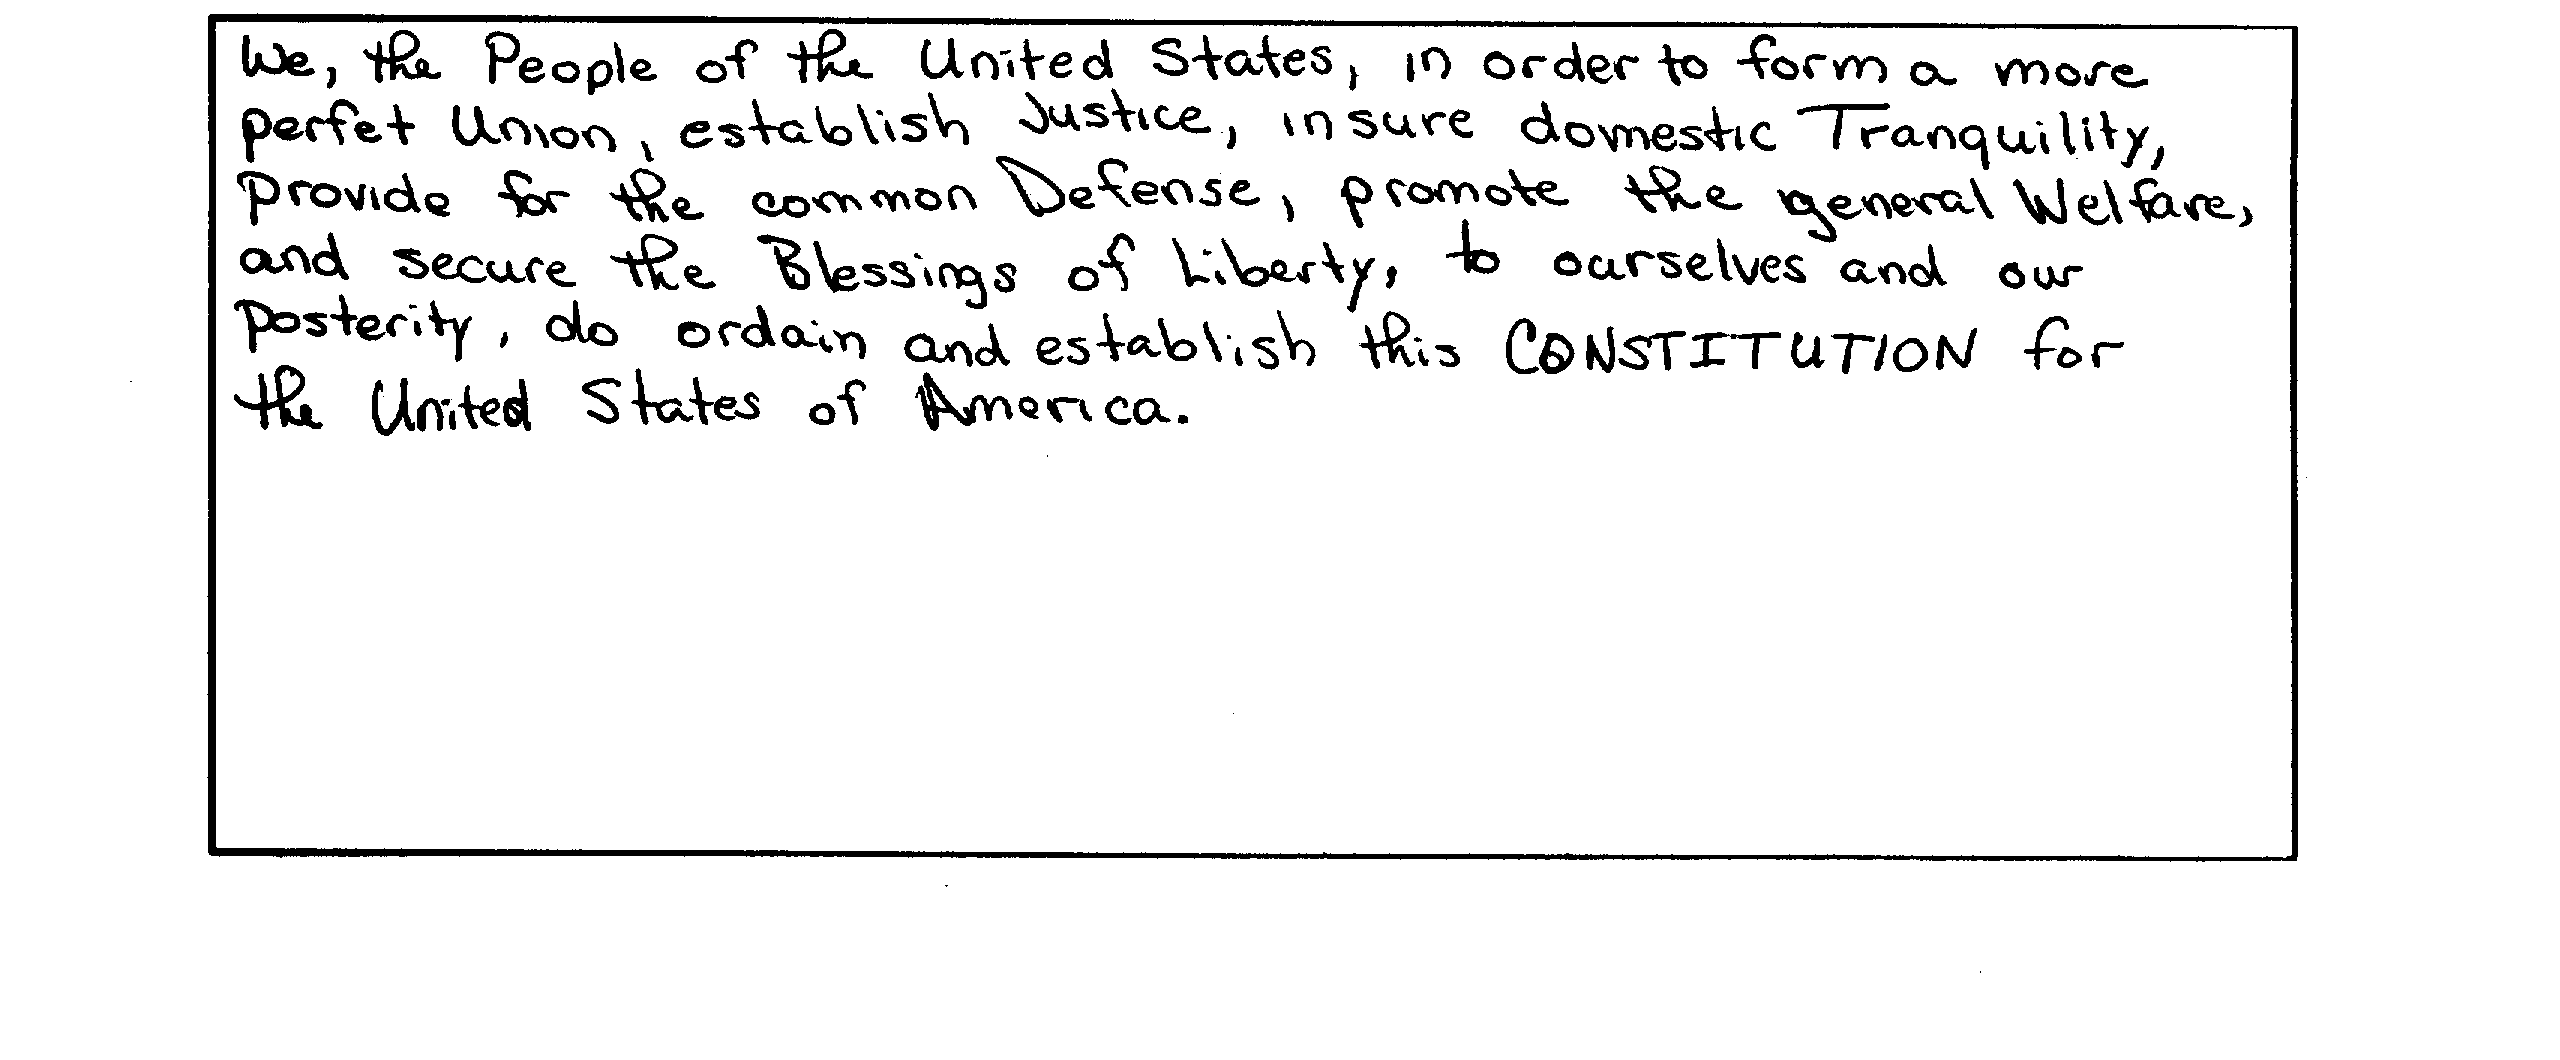 We, the People of the United States, in order to form a more
perfet Union, establish Justice, insure domestic Tranquility,
provide for the common Defense, promote the general Welfare,
and secure the Blessings of Liberty, to ourselves and our
Posterity, do ordain and establish this CONSTITUTION for
the United States of America.